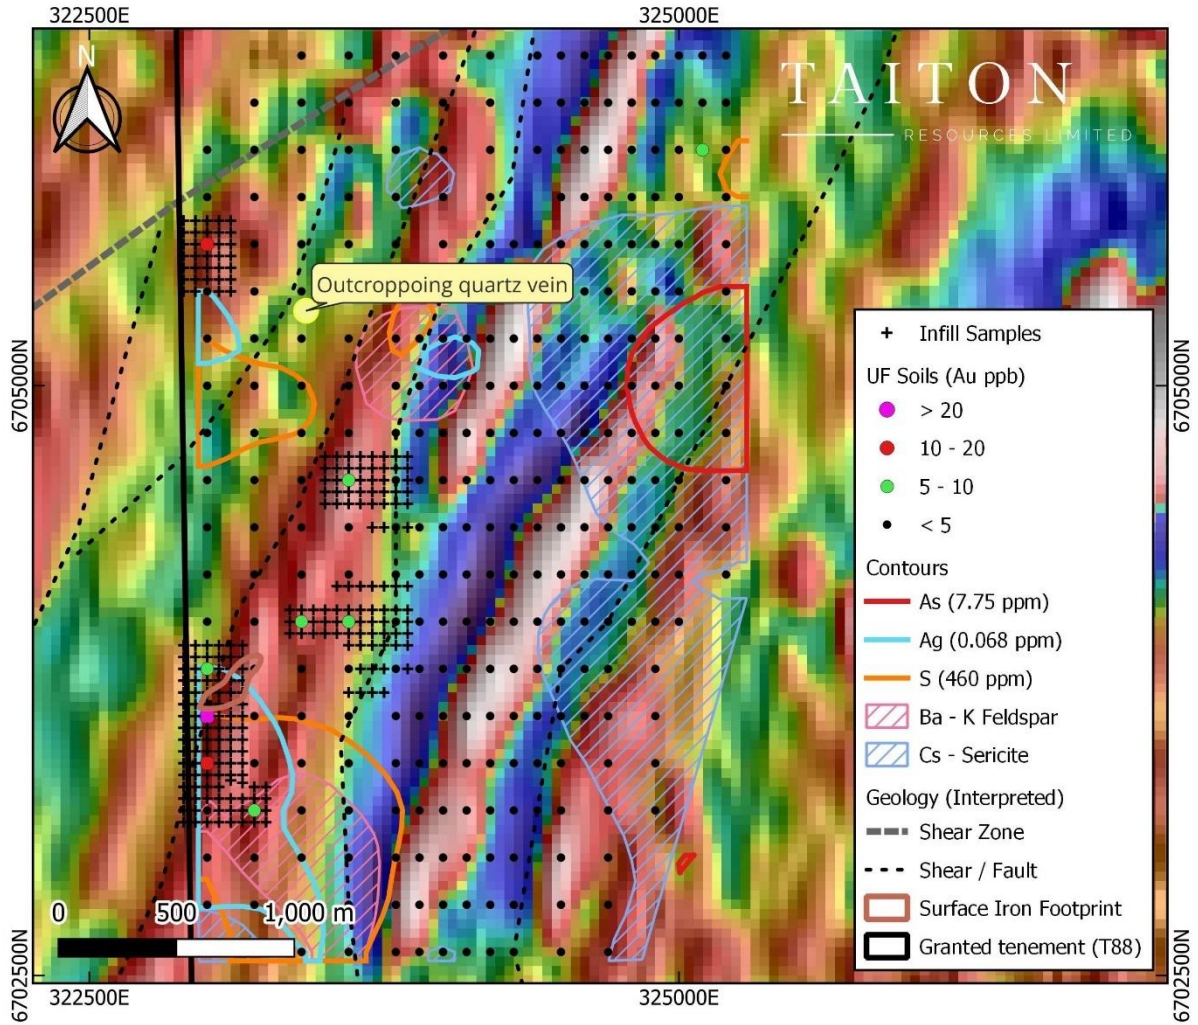 322500E 325000E
N
TAITON
RESOURCES LIMITED
Outcroppoing quartz vein
6705000N
6705000N
Infill Samples
UF Soils (Au ppb)
> 20
10 - 20
5 - 10
< 5
Contours
As (7.75 ppm)
Ag (0.068 ppm)
S (460 ppm)
Ba - K Feldspar
Cs - Sericite
Geology (Interpreted)
Shear Zone
Shear / Fault
Surface Iron Footprint
Granted tenement (T88)
0 500 1,000 m
6702500N
6702500N
322500E 325000E